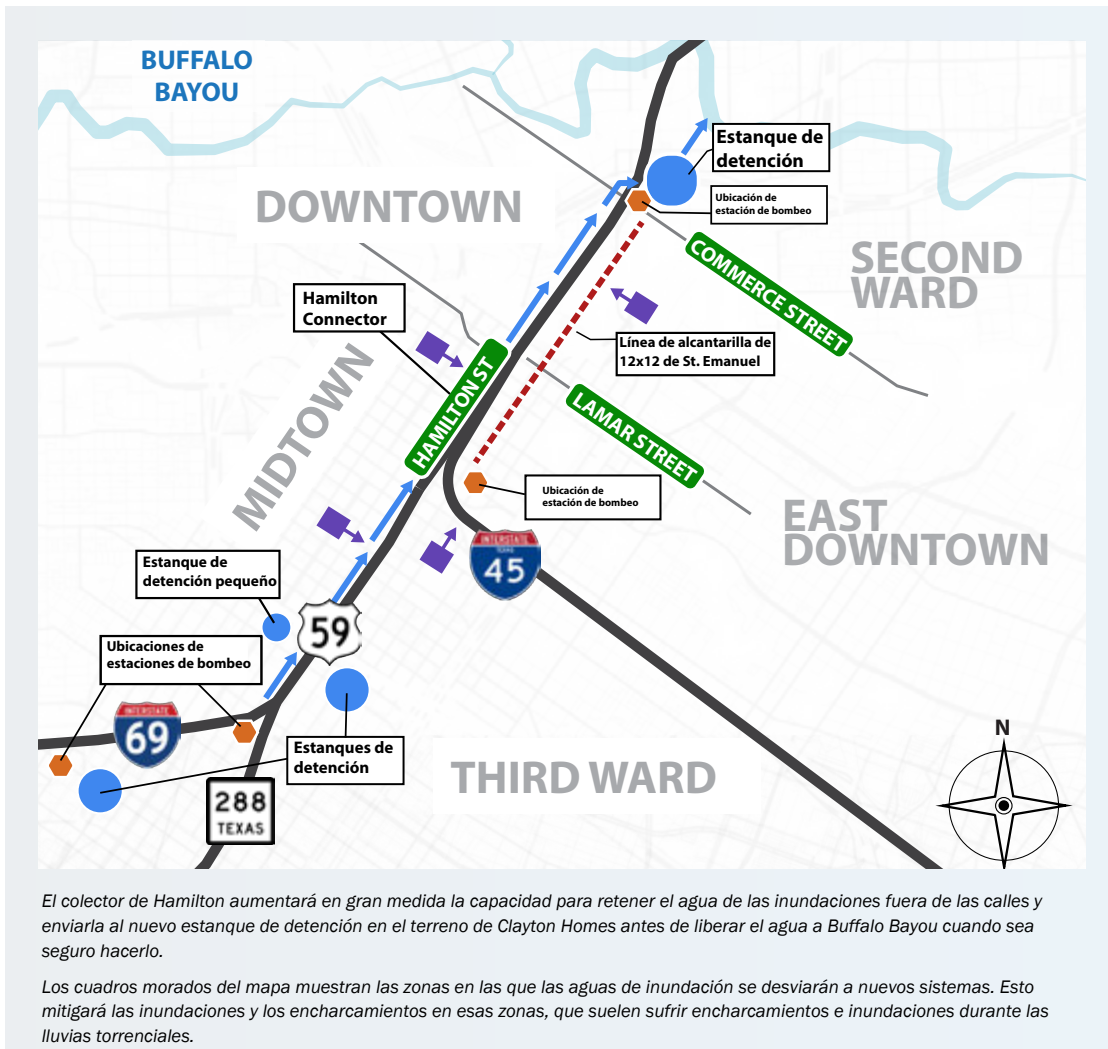 BUFFALO
BAYOU
Estanque de
detención
DOWNTOWN
Ubicación de
estación de bombeo
COMMERCE STREET
SECOND
WARD
Hamilton
Connector
Línea de alcantarilla de
12x12 de St. Emanuel
HAMILTON ST
MIDTOWN
LAMAR STREET
Ubicación de
estación de bombeo
EAST
DOWNTOWN
INTERSTATE
TEXAS
45
Estanque de
detención pequeño
59
Ubicaciones de
estaciones de bombeo
INTERSTATE
69
Estanques de
detención
N
THIRD WARD
288
TEXAS
El colector de Hamilton aumentará en gran medida la capacidad para retener el agua de las inundaciones fuera de las calles y
enviarla al nuevo estanque de detención en el terreno de Clayton Homes antes de liberar el agua a Buffalo Bayou cuando sea
seguro hacerlo.
Los cuadros morados del mapa muestran las zonas en las que las aguas de inundación se desviarán a nuevos sistemas. Esto
mitigará las inundaciones y los encharcamientos en esas zonas, que suelen sufrir encharcamientos e inundaciones durante las
lluvias torrenciales.